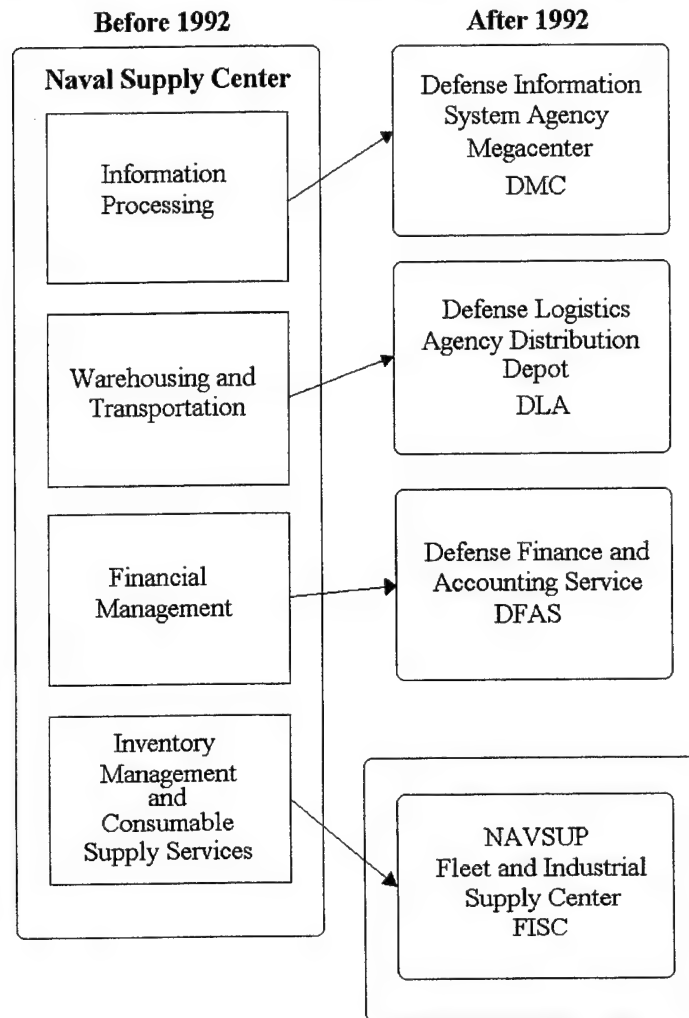 Before 1992
After 1992
Naval Supply Center
Information
Processing
Warehousing and
Transportation
Financial
Management
Inventory
Management
and
Consumable
Supply Services
Defense Information
System Agency
Megacenter
DMC
Defense Logistics
Agency Distribution
Depot
DLA
Defense Finance and
Accounting Service
DFAS
NAVSUP
Fleet and Industrial
Supply Center
FISC